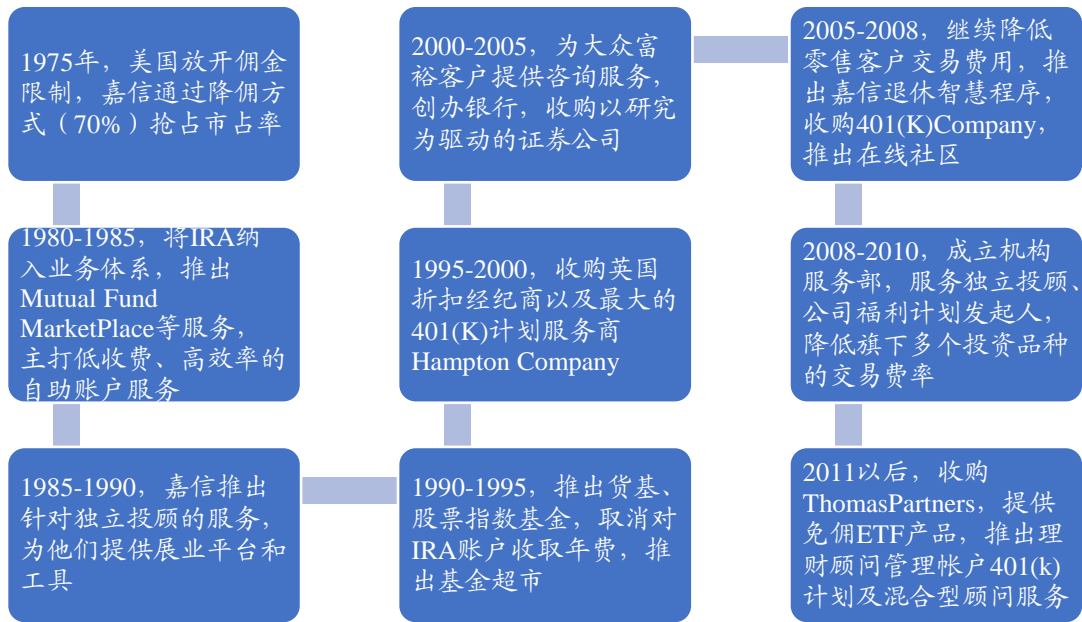 1975年，美国放开佣金
限制，嘉信通过降佣方
式（70%）抢占市占率
1980-1985，将IRA纳
入业务体系，推出
Mutual Fund
MarketPlace等服务，
主打低收费、高效率的
自助账户服务
1985-1990，嘉信推出
针对独立投顾的服务，
为他们提供展业平台和
工具
1990-1995，推出货基、
股票指数基金，取消对
IRA账户收取年费，推
出基金超市
1995-2000，收购英国
折扣经纪商以及最大的
401(K)计划服务商
Hampton Company
2000-2005，为大众富
裕客户提供咨询服务，
创办银行，收购以研究
为驱动的证券公司
2005-2008，继续降低
零售客户交易费用，推
出嘉信退休智慧程序，
收购401(K)Company，
推出在线社区
2008-2010，成立机构
服务部，服务独立投顾、
公司福利计划发起人，
降低旗下多个投资品种
的交易费率
2011以后，收购
ThomasPartners，提供
免佣ETF产品，推出理
财顾问管理帐户401(k)
计划及混合型顾问服务